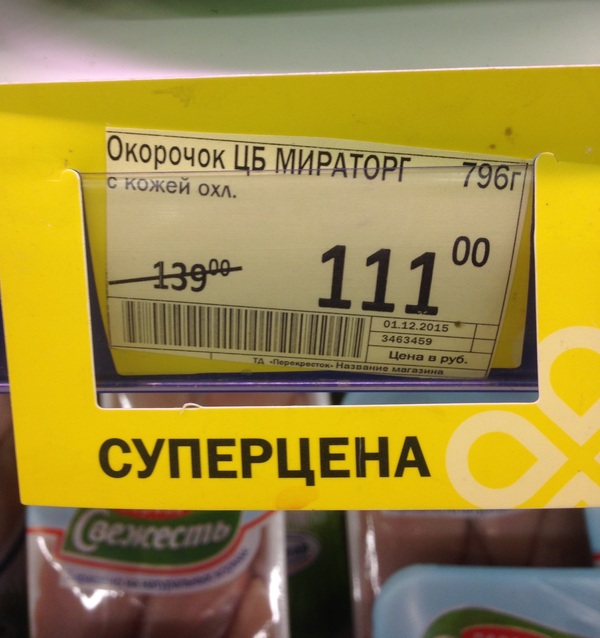 Окорочок ЦБ МИРАТОРГ 796г
с кожей охл.
139⁰⁰ 111⁰⁰
01.12.2015
3463459
Цена в руб.
ТД «Перекресток» Название магазина
СУПЕРЦЕНА
Свежесть